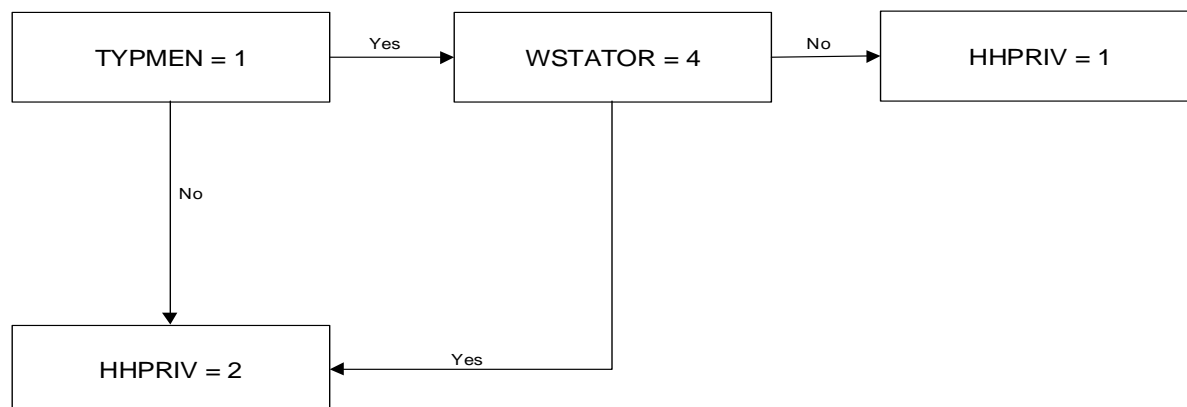 TYPMEN = 1
Yes
WSTATOR = 4
No
HHPRIV = 1
No
HHPRIV = 2
Yes